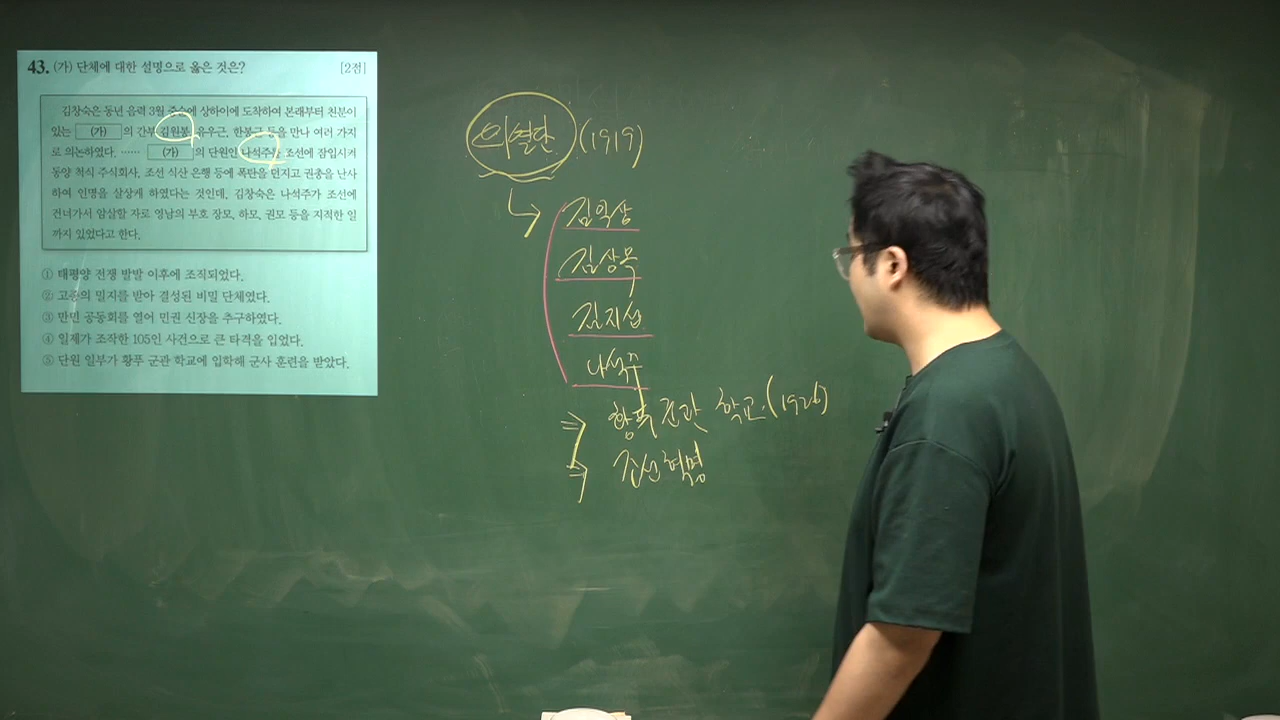 43. (가) 단체에 대한 설명으로 옳은 것은? [2점]
김창숙은 동년 음력 3월 중순에 상하이에 도착하여 본래부터 친분이
있는 (가) 의 간부 김원봉, 유우근, 한봉근 등을 만나 여러 가지
로 의논하였다. …… (가) 의 단원인 나석주가 조선에 잠입시켜
동양 척식 주식회사, 조선 식산 은행 등에 폭탄을 던지고 권총을 난사
하여 인명을 살상케 하였다는 것인데, 김창숙은 나석주가 조선에
건너가서 암살할 자로 영남의 부호 장모, 하모, 권모 등을 지적한 일
까지 있었다고 한다.
① 태평양 전쟁 발발 이후에 조직되었다.
② 고종의 밀지를 받아 결성된 비밀 단체였다.
③ 만민 공동회를 열어 민권 신장을 추구하였다.
④ 일제가 조작한 105인 사건으로 큰 타격을 입었다.
⑤ 단원 일부가 황푸 군관 학교에 입학해 군사 훈련을 받았다.
의열단 (1919)
김익상
김상옥
김지섭
나석주
⇒ 황푸 군관 학교 (1926)
⇒ 조선혁명